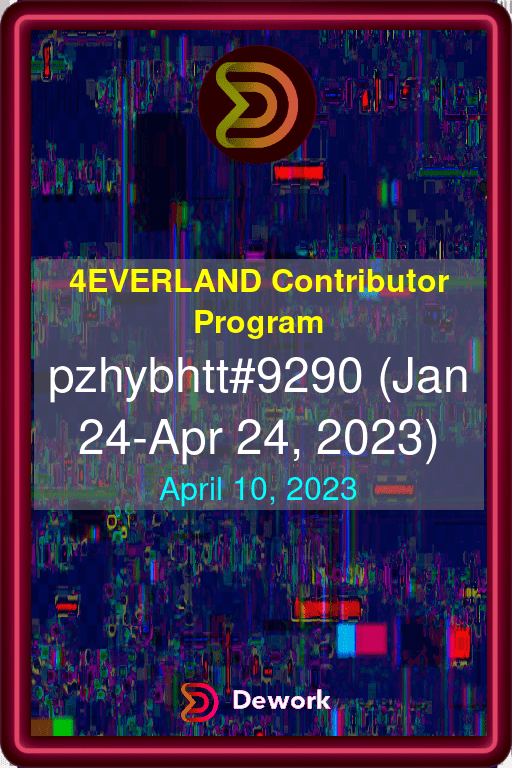 4EVERLAND Contributor
Program
pzhybhtt#9290 (Jan
24-Apr 24, 2023)
April 10, 2023
Dework